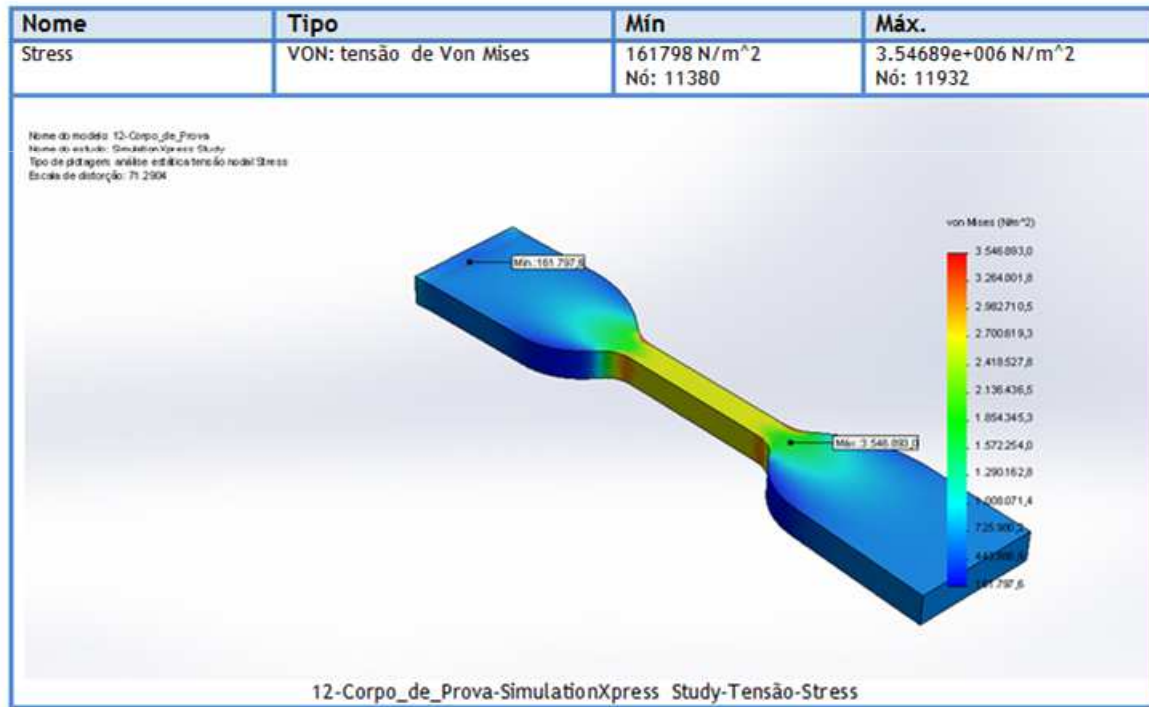 Nome Tipo Mín Máx.
Stress VON: tensão de Von Mises 161798 N/m^2 3.54689e+006 N/m^2
Nó: 11380 Nó: 11932
Nome do modelo: 12-Corpo_de_Prova
Nome do estudo: SimulationXpress Study
Tipo de plotagem: análise estática tensão nodal Stress
Escala de distorção: 71.2904
von Mises (N/m^2)
3.546.893,0
3.264.801,8
2.982.710,5
2.700.619,3
2.418.527,8
2.136.436,5
1.854.345,3
1.572.254,0
1.290.162,8
1.008.071,4
161.797,6
Mín.:161.797,6
Máx.:3.546.893,0
12-Corpo_de_Prova-SimulationXpress Study-Tensão-Stress